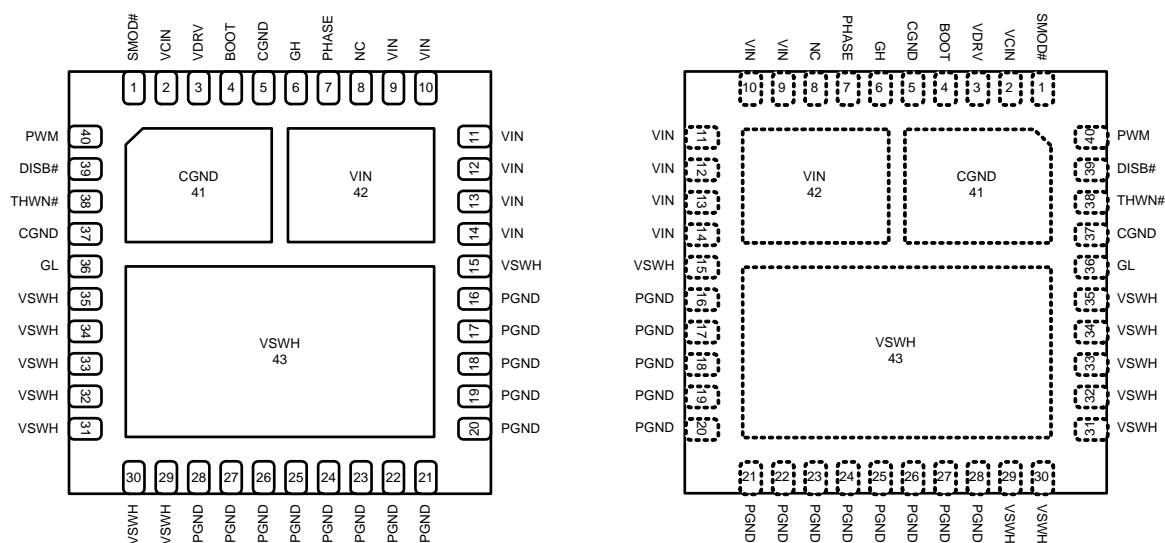 SMOD# VCIN VDRV BOOT CGND GH PHASE NC VIN VIN
1 2 3 4 5 6 7 8 9 10
PWM 40 11 VIN
DISB# 39 12 VIN
THWN# 38 13 VIN
CGND 37 14 VIN
GL 36 15 VSWH
VSWH 35 16 PGND
VSWH 34 17 PGND
VSWH 33 18 PGND
VSWH 32 19 PGND
VSWH 31 20 PGND
CGND
41
VIN
42
VSWH
43
30 29 28 27 26 25 24 23 22 21
VSWH VSWH PGND PGND PGND PGND PGND PGND PGND PGND
VIN VIN NC PHASE GH CGND BOOT VDRV VCIN SMOD#
10 9 8 7 6 5 4 3 2 1
VIN 11 40 PWM
VIN 12 39 DISB#
VIN 13 38 THWN#
VIN 14 37 CGND
VSWH 15 36 GL
PGND 16 35 VSWH
PGND 17 34 VSWH
PGND 18 33 VSWH
PGND 19 32 VSWH
PGND 20 31 VSWH
VIN
42
CGND
41
VSWH
43
21 22 23 24 25 26 27 28 29 30
PGND PGND PGND PGND PGND PGND PGND PGND VSWH VSWH